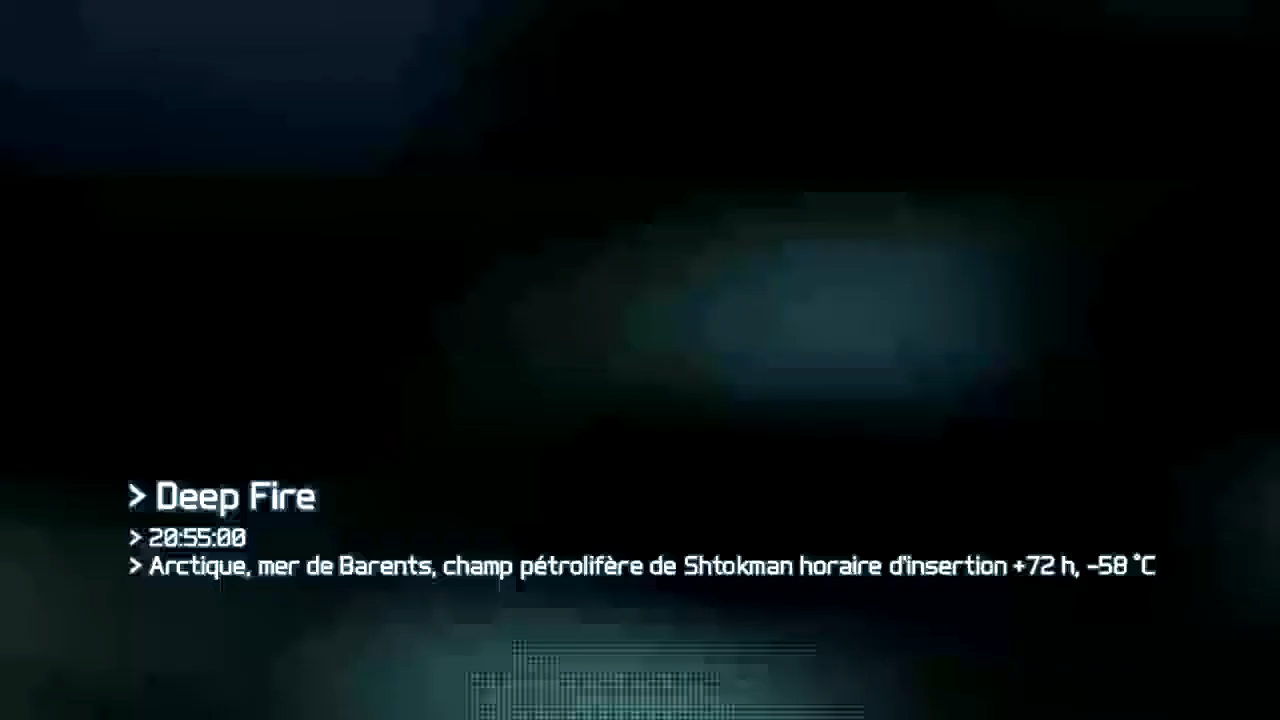 > Deep Fire
> 20:55:00
> Arctique, mer de Barents, champ pétrolifère de Shtokman horaire d'insertion +72 h, -58 °C